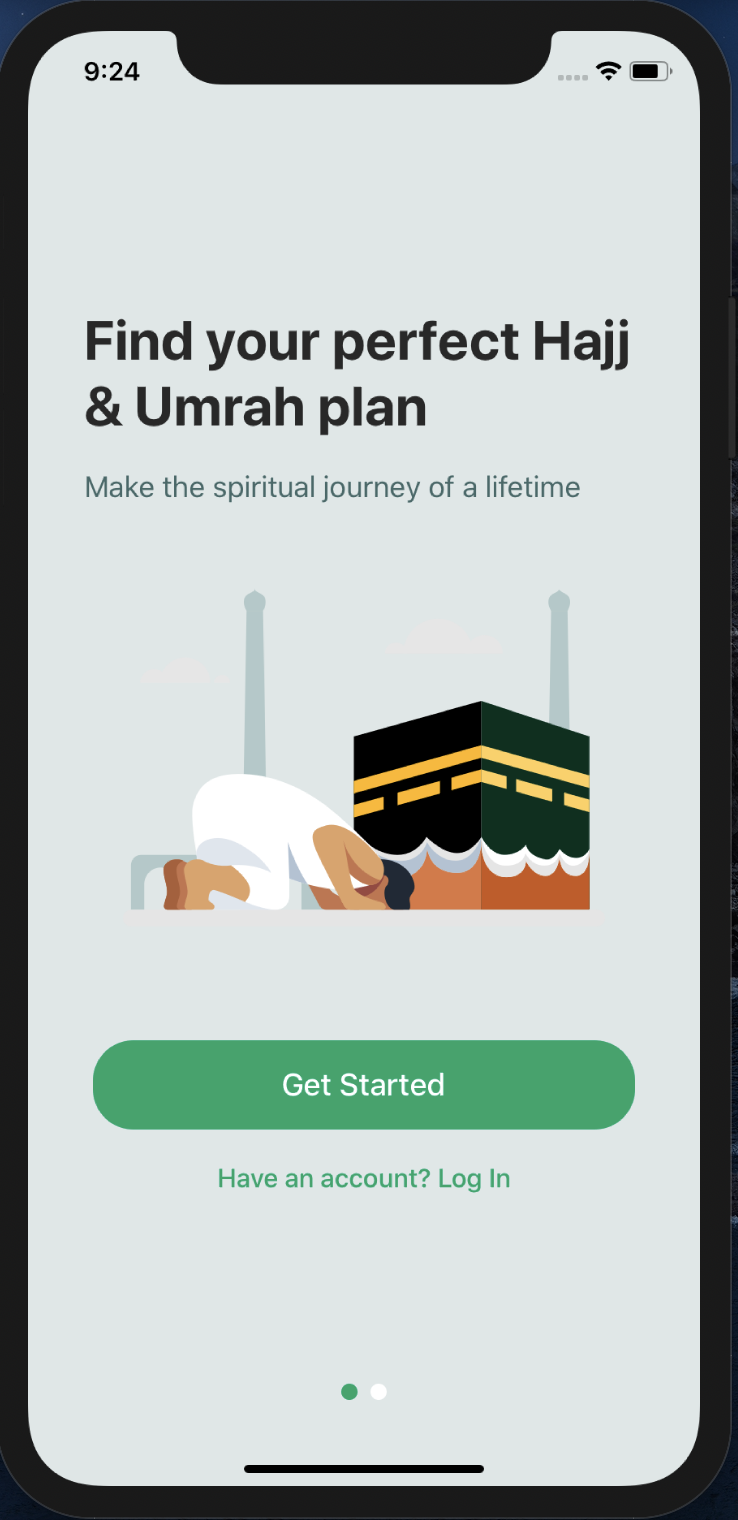 9:24
Find your perfect Hajj
& Umrah plan
Make the spiritual journey of a lifetime
Get Started
Have an account? Log In